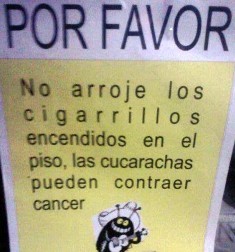 POR FAVOR
No arroje los
cigarrillos
encendidos en el
piso, las cucarachas
pueden contraer
cancer